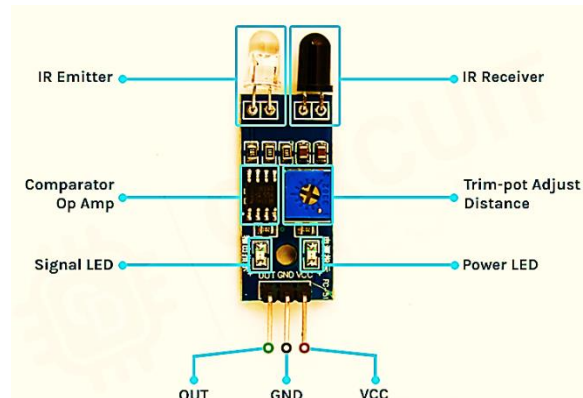 IR Emitter
IR Receiver
Comparator
Op Amp
Trim-pot Adjust
Distance
Signal LED
Power LED
OUT GND VCC
OUT
GND
VCC